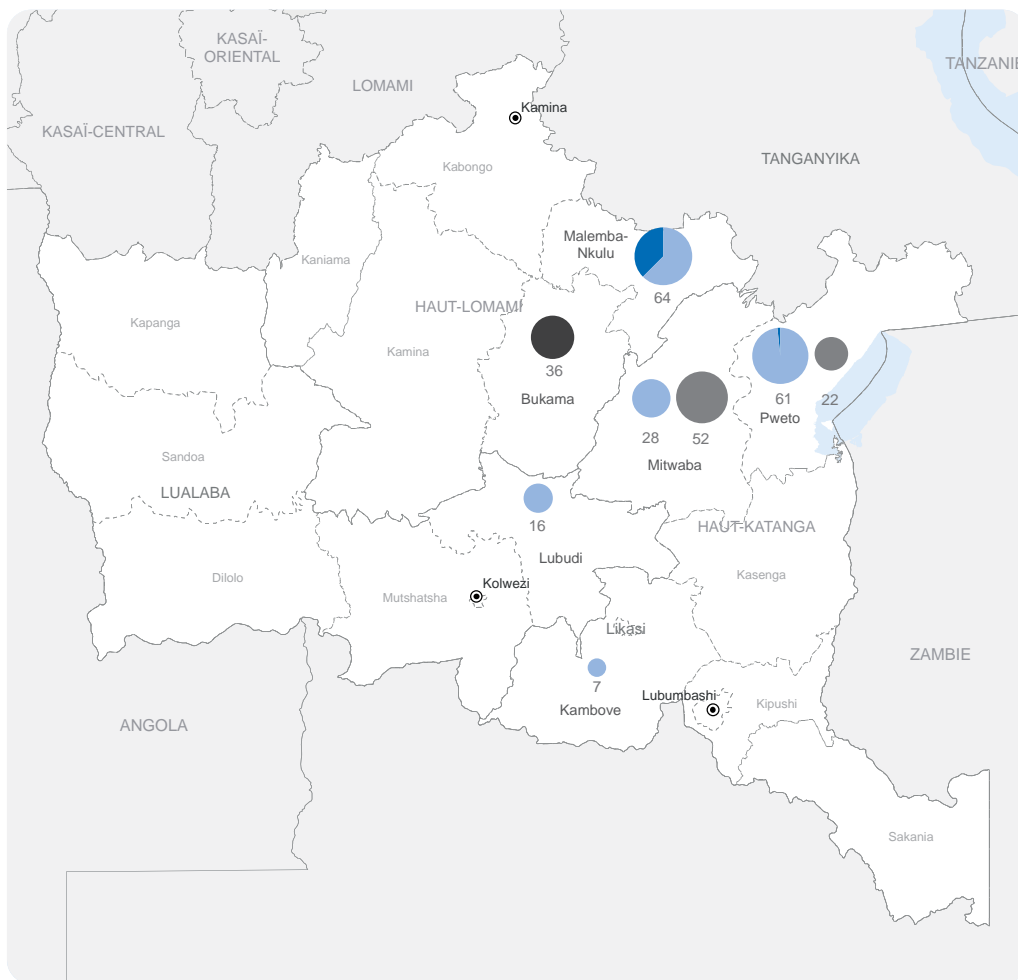 KASAÏ-
ORIENTAL
TANZANIE
LOMAMI
Kamina
KASAÏ-CENTRAL
TANGANYIKA
Kabongo
Malemba-
Nkulu
Kaniama
64
HAUT-LOMAMI
Kapanga
Kamina
36
Bukama
61
22
Pweto
28
52
Mitwaba
Sandoa
LUALABA
16
HAUT-KATANGA
Lubudi
Kasenga
Dilolo
Kolwezi
Mutshatsha
Likasi
ZAMBIE
7
Kambove
Lubumbashi
Kipushi
ANGOLA
Sakania